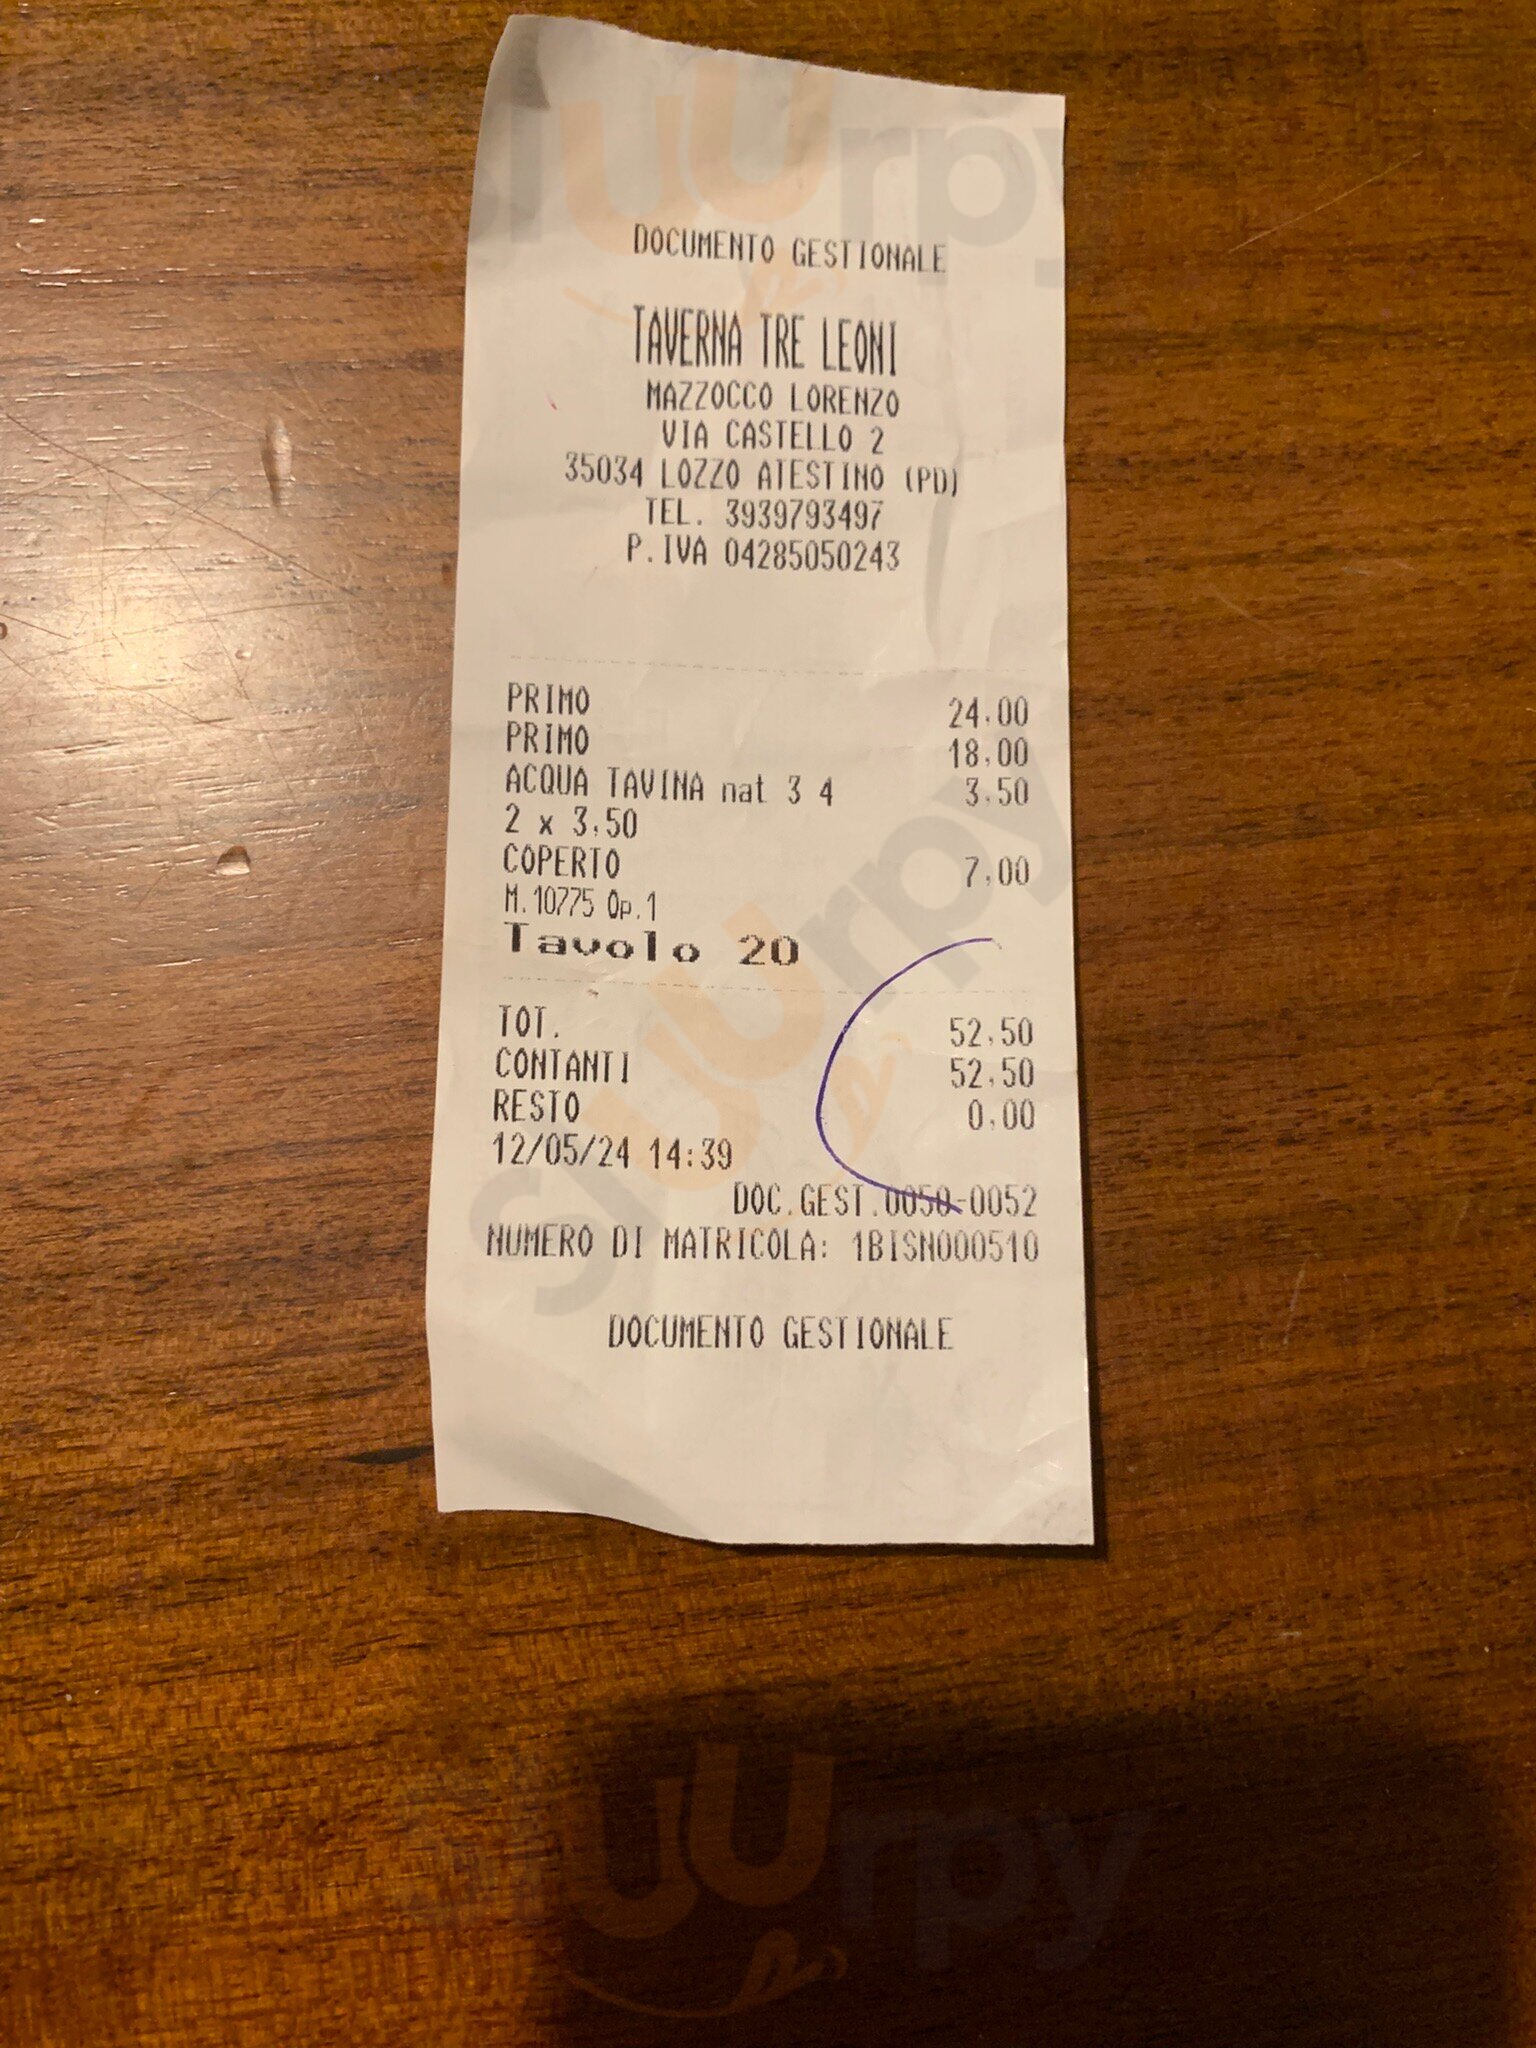 DOCUMENTO GESTIONALE
TAVERNA TRE LEONI
MAZZOCCO LORENZO
VIA CASTELLO 2
35034 LOZZO ATESTINO (PD)
TEL. 3939793497
P.IVA 04285050243
PRIMO 24,00
PRIMO 18,00
ACQUA TAVINA nat 3 4 3,50
2 x 3,50
COPERTO 7,00
M.10775 Op.1
Tavolo 20
TOT. 52,50
CONTANTI 52,50
RESTO 0,00
12/05/24 14:39
DOC.GEST.0050-0052
NUMERO DI MATRICOLA: 1BISN000510
DOCUMENTO GESTIONALE
sluurpy